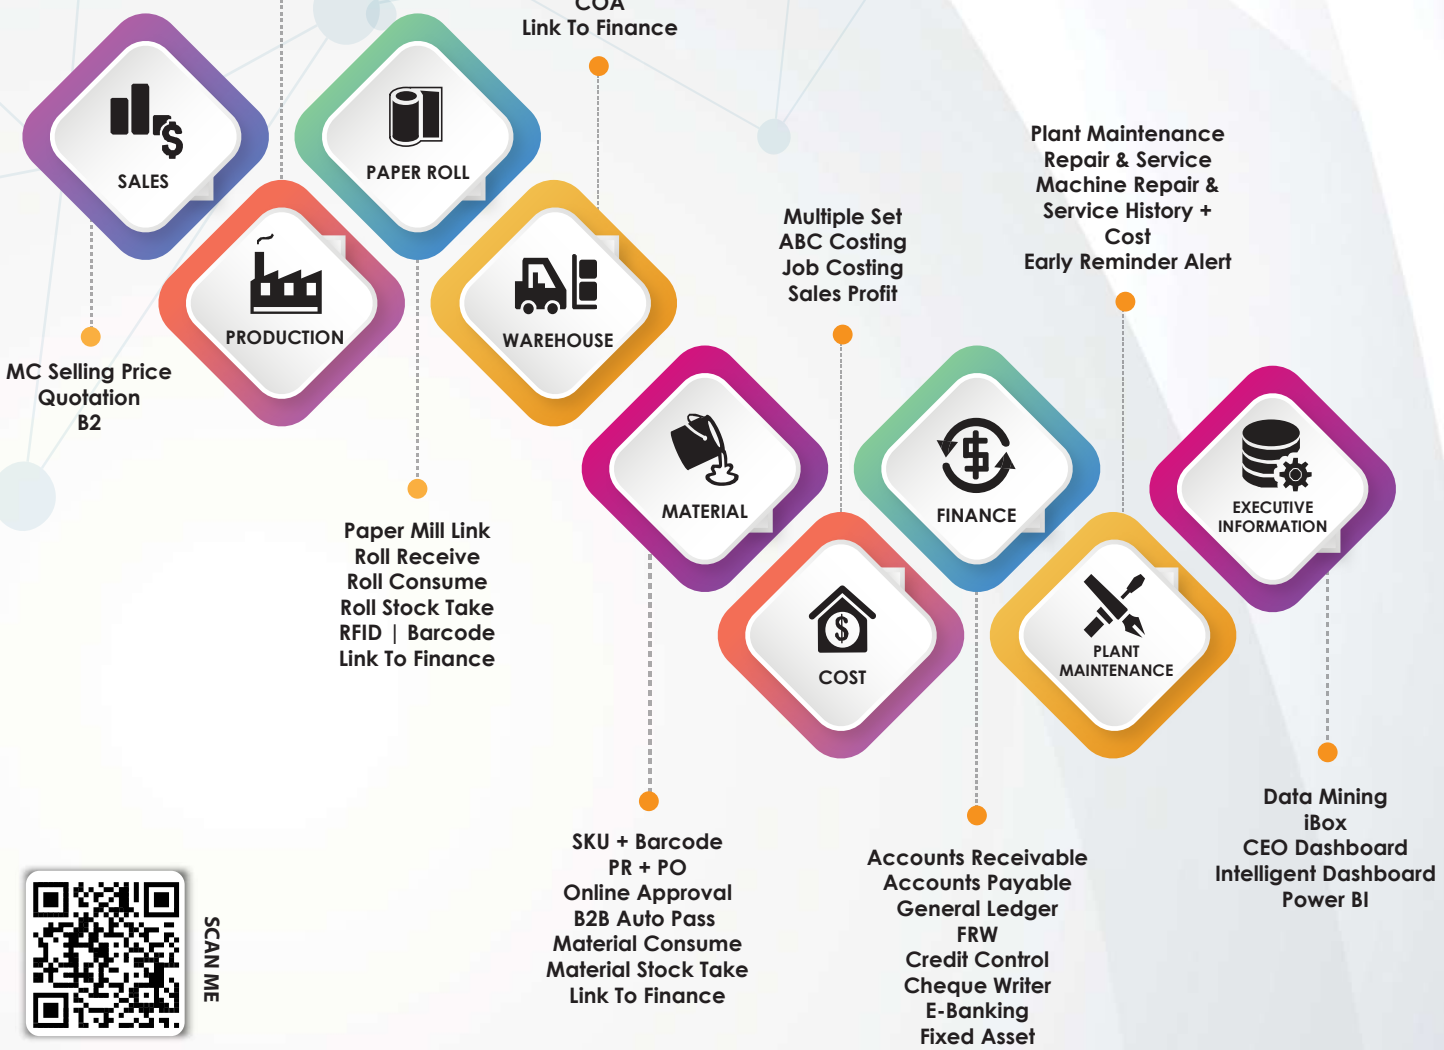 COA
Link To Finance
SALES
PAPER ROLL
PRODUCTION
WAREHOUSE
MC Selling Price
Quotation
B2
Paper Mill Link
Roll Receive
Roll Consume
Roll Stock Take
RFID | Barcode
Link To Finance
Multiple Set
ABC Costing
Job Costing
Sales Profit
Plant Maintenance
Repair & Service
Machine Repair &
Service History +
Cost
Early Reminder Alert
MATERIAL
FINANCE
EXECUTIVE
INFORMATION
COST
PLANT
MAINTENANCE
SKU + Barcode
PR + PO
Online Approval
B2B Auto Pass
Material Consume
Material Stock Take
Link To Finance
Accounts Receivable
Accounts Payable
General Ledger
FRW
Credit Control
Cheque Writer
E-Banking
Fixed Asset
Data Mining
iBox
CEO Dashboard
Intelligent Dashboard
Power BI
SCAN ME